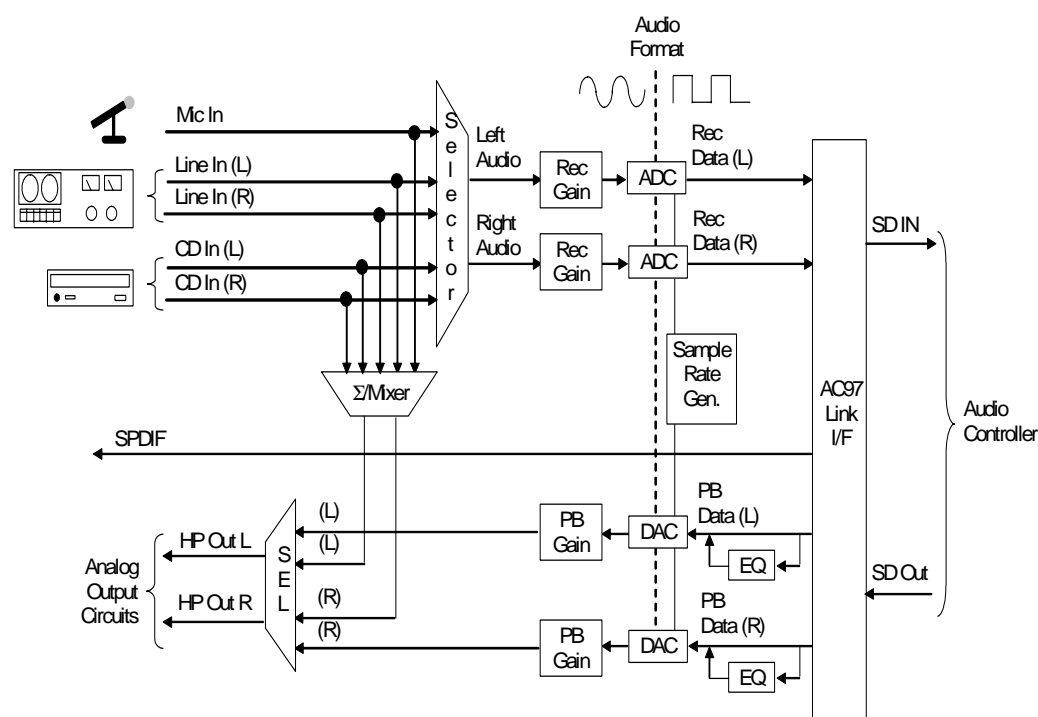 Audio
Format
Mic In
Line In (L)
Line In (R)
CD In (L)
CD In (R)
Selector
Left
Audio
Right
Audio
Rec
Gain
Rec
Gain
ADC
ADC
Rec
Data (L)
Rec
Data (R)
SD IN
Sample
Rate
Gen.
AC97
Link
I/F
Audio
Controller
Σ/Mixer
SPDIF
(L)
(L)
(R)
(R)
SEL
HP Out L
HP Out R
Analog
Output
Circuits
PB
Gain
PB
Gain
DAC
DAC
PB
Data (L)
EQ
PB
Data (R)
EQ
SD Out